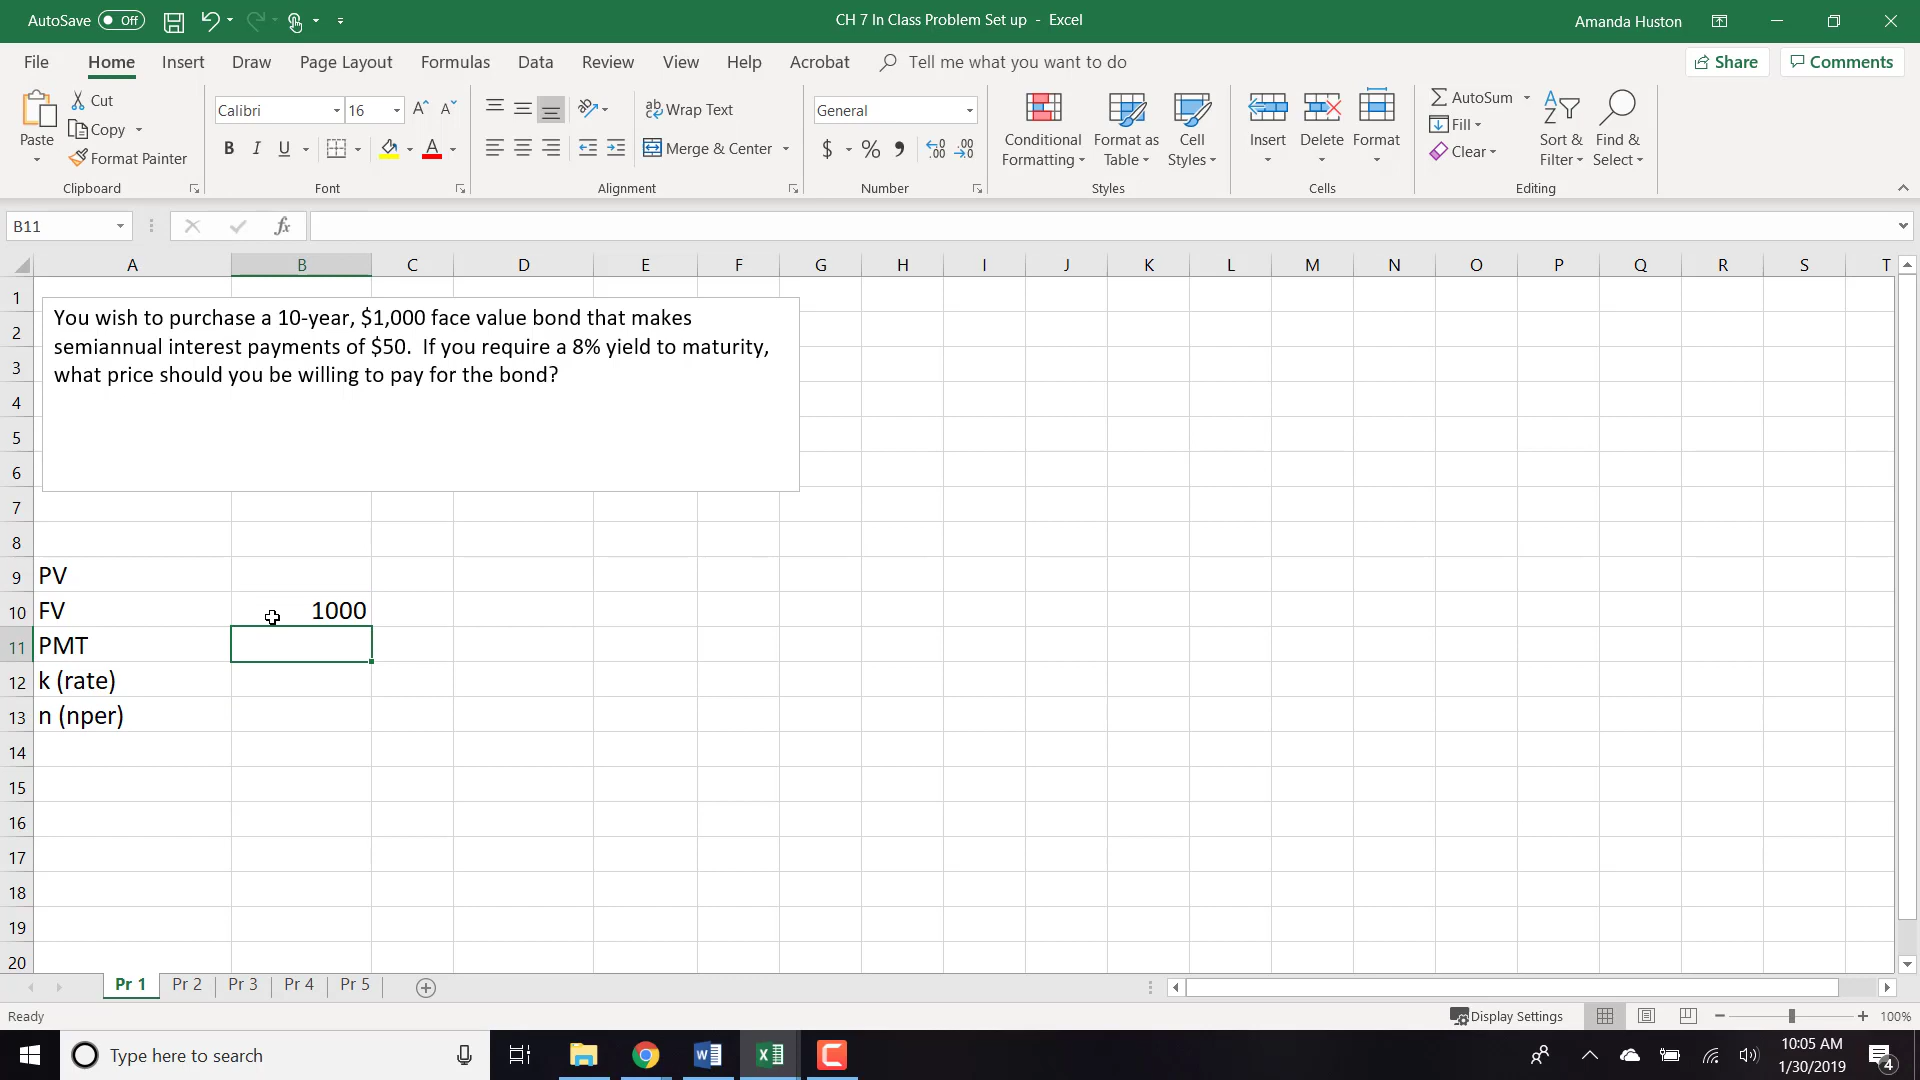 AutoSave Off
CH 7 In Class Problem Set up - Excel
Amanda Huston
File Home Insert Draw Page Layout Formulas Data Review View Help Acrobat Tell me what you want to do
Share Comments
Paste
Cut
Copy
Format Painter
Clipboard
Calibri 16
B I U
Font
Wrap Text
Merge & Center
Alignment
General
$ % 9
Number
Conditional
Formatting
Format as
Table
Cell
Styles
Styles
Insert
Delete
Format
Cells
AutoSum
Fill
Clear
Sort &
Filter
Find &
Select
Editing
B11
fx
A B C D E F G H I J K L M N O P Q R S T
1
2
3
4
5
6
7
8
You wish to purchase a 10-year, $1,000 face value bond that makes
semiannual interest payments of $50. If you require a 8% yield to maturity,
what price should you be willing to pay for the bond?
9 PV
10 FV 1000
11 PMT
12 k (rate)
13 n (nper)
14
15
16
17
18
19
20
Pr 1 Pr 2 Pr 3 Pr 4 Pr 5
Ready
Display Settings
100%
Type here to search
10:05 AM
1/30/2019
4